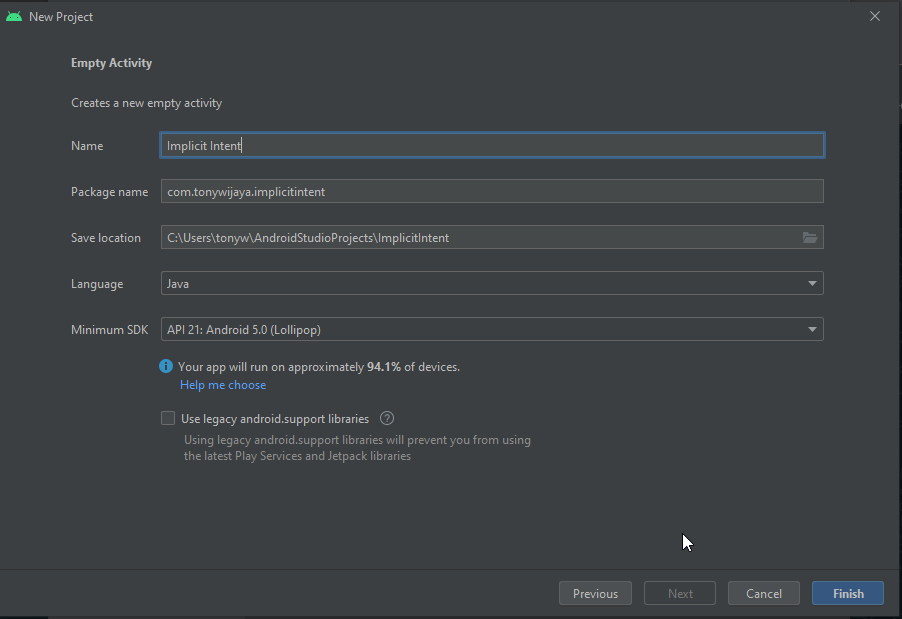 New Project
Empty Activity
Creates a new empty activity
Name
Implicit Intent
Package name
com.tonywijaya.implicitintent
Save location
C:\Users\tonyw\AndroidStudioProjects\ImplicitIntent
Language
Java
Minimum SDK
API 21: Android 5.0 (Lollipop)
i Your app will run on approximately 94.1% of devices.
Help me choose
Use legacy android.support libraries ?
Using legacy android.support libraries will prevent you from using
the latest Play Services and Jetpack libraries
Previous
Next
Cancel
Finish